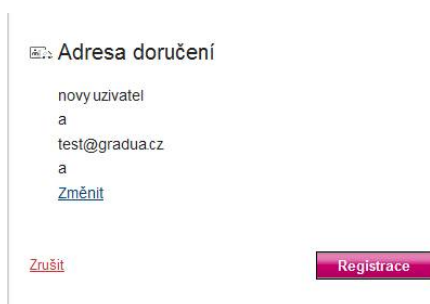 Adresa doručení
novy uzivatel
a
test@gradua.cz
a
Změnit
Zrušit
Registrace